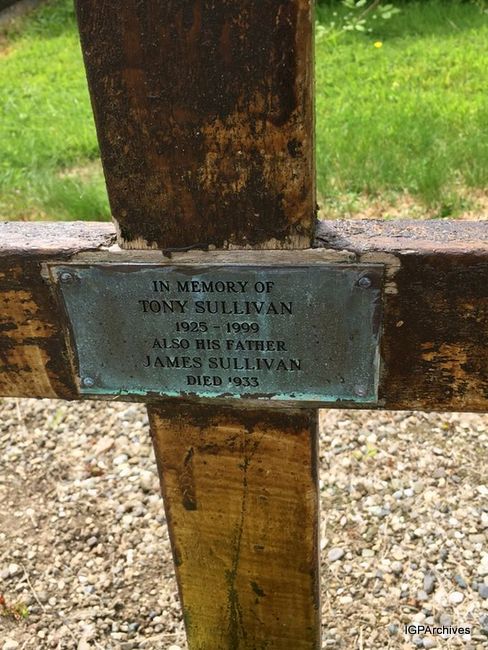 IN MEMORY OF
TONY SULLIVAN
1925 - 1999
ALSO HIS FATHER
JAMES SULLIVAN
DIED 1933
IGPArchives